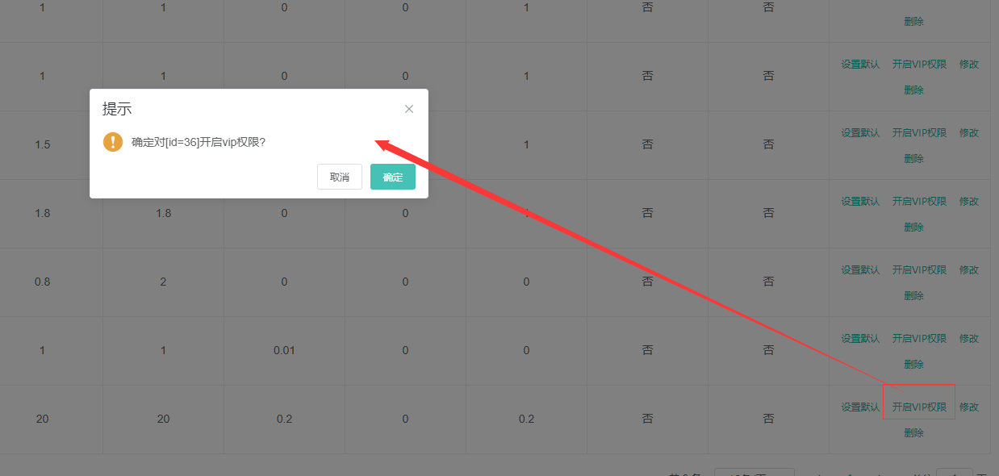 1 1 0 0 1 否 否
删除
1 1 0 0 1 否 否 设置默认 开启VIP权限 修改
删除
提示
确定对[id=36]开启vip权限?
取消 确定
1.5 1 否 否 设置默认 开启VIP权限 修改
删除
1.8 1.8 0 0 1 否 否 设置默认 开启VIP权限 修改
删除
0.8 2 0 0 0 否 否 设置默认 开启VIP权限 修改
删除
1 1 0.01 0 0 否 否 设置默认 开启VIP权限 修改
删除
20 20 0.2 0 0.2 否 否 设置默认 开启VIP权限 修改
删除